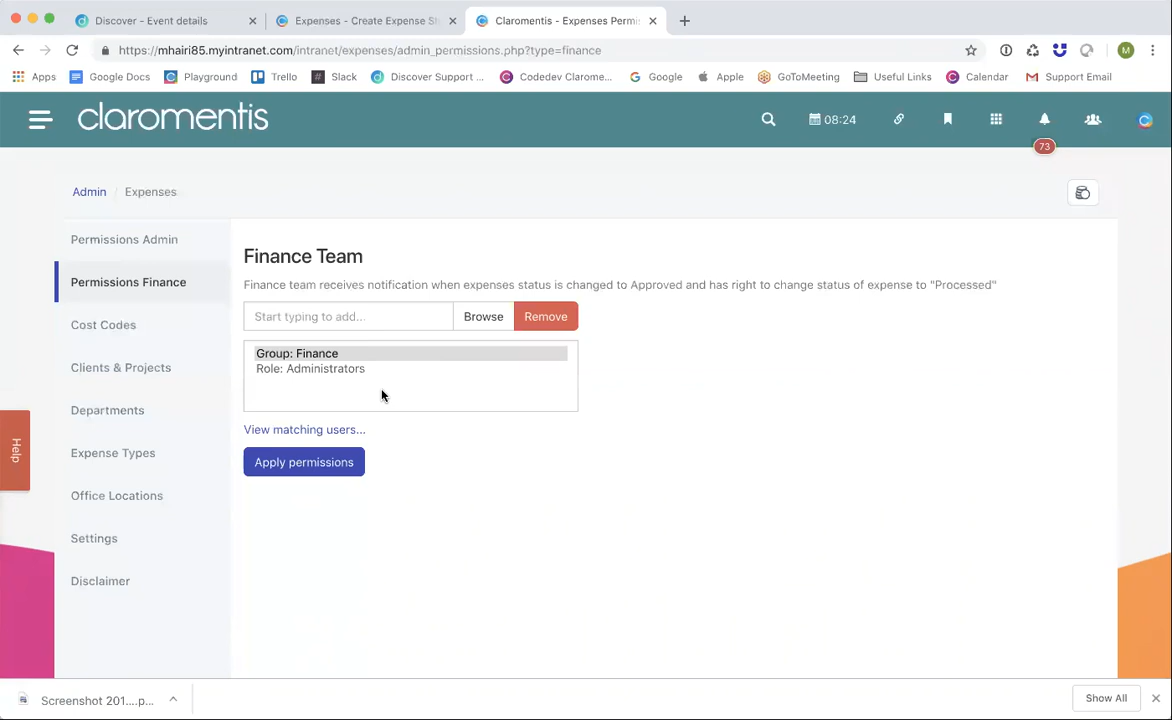 Discover - Event details
Expenses - Create Expense Sh
Claromentis - Expenses Permi
https://mhairi85.myintranet.com/intranet/expenses/admin_permissions.php?type=finance
M
Apps
Google Docs
Playground
Trello
Slack
Discover Support ...
Codedev Clarome...
Google
Apple
GoToMeeting
Useful Links
Calendar
Support Email
claromentis
08:24
73
Admin / Expenses
Permissions Admin
Permissions Finance
Cost Codes
Clients & Projects
Departments
Expense Types
Office Locations
Settings
Disclaimer
Help
Finance Team
Finance team receives notification when expenses status is changed to Approved and has right to change status of expense to "Processed"
Start typing to add...
Browse
Remove
Group: Finance
Role: Administrators
View matching users...
Apply permissions
Screenshot 201....p...
Show All